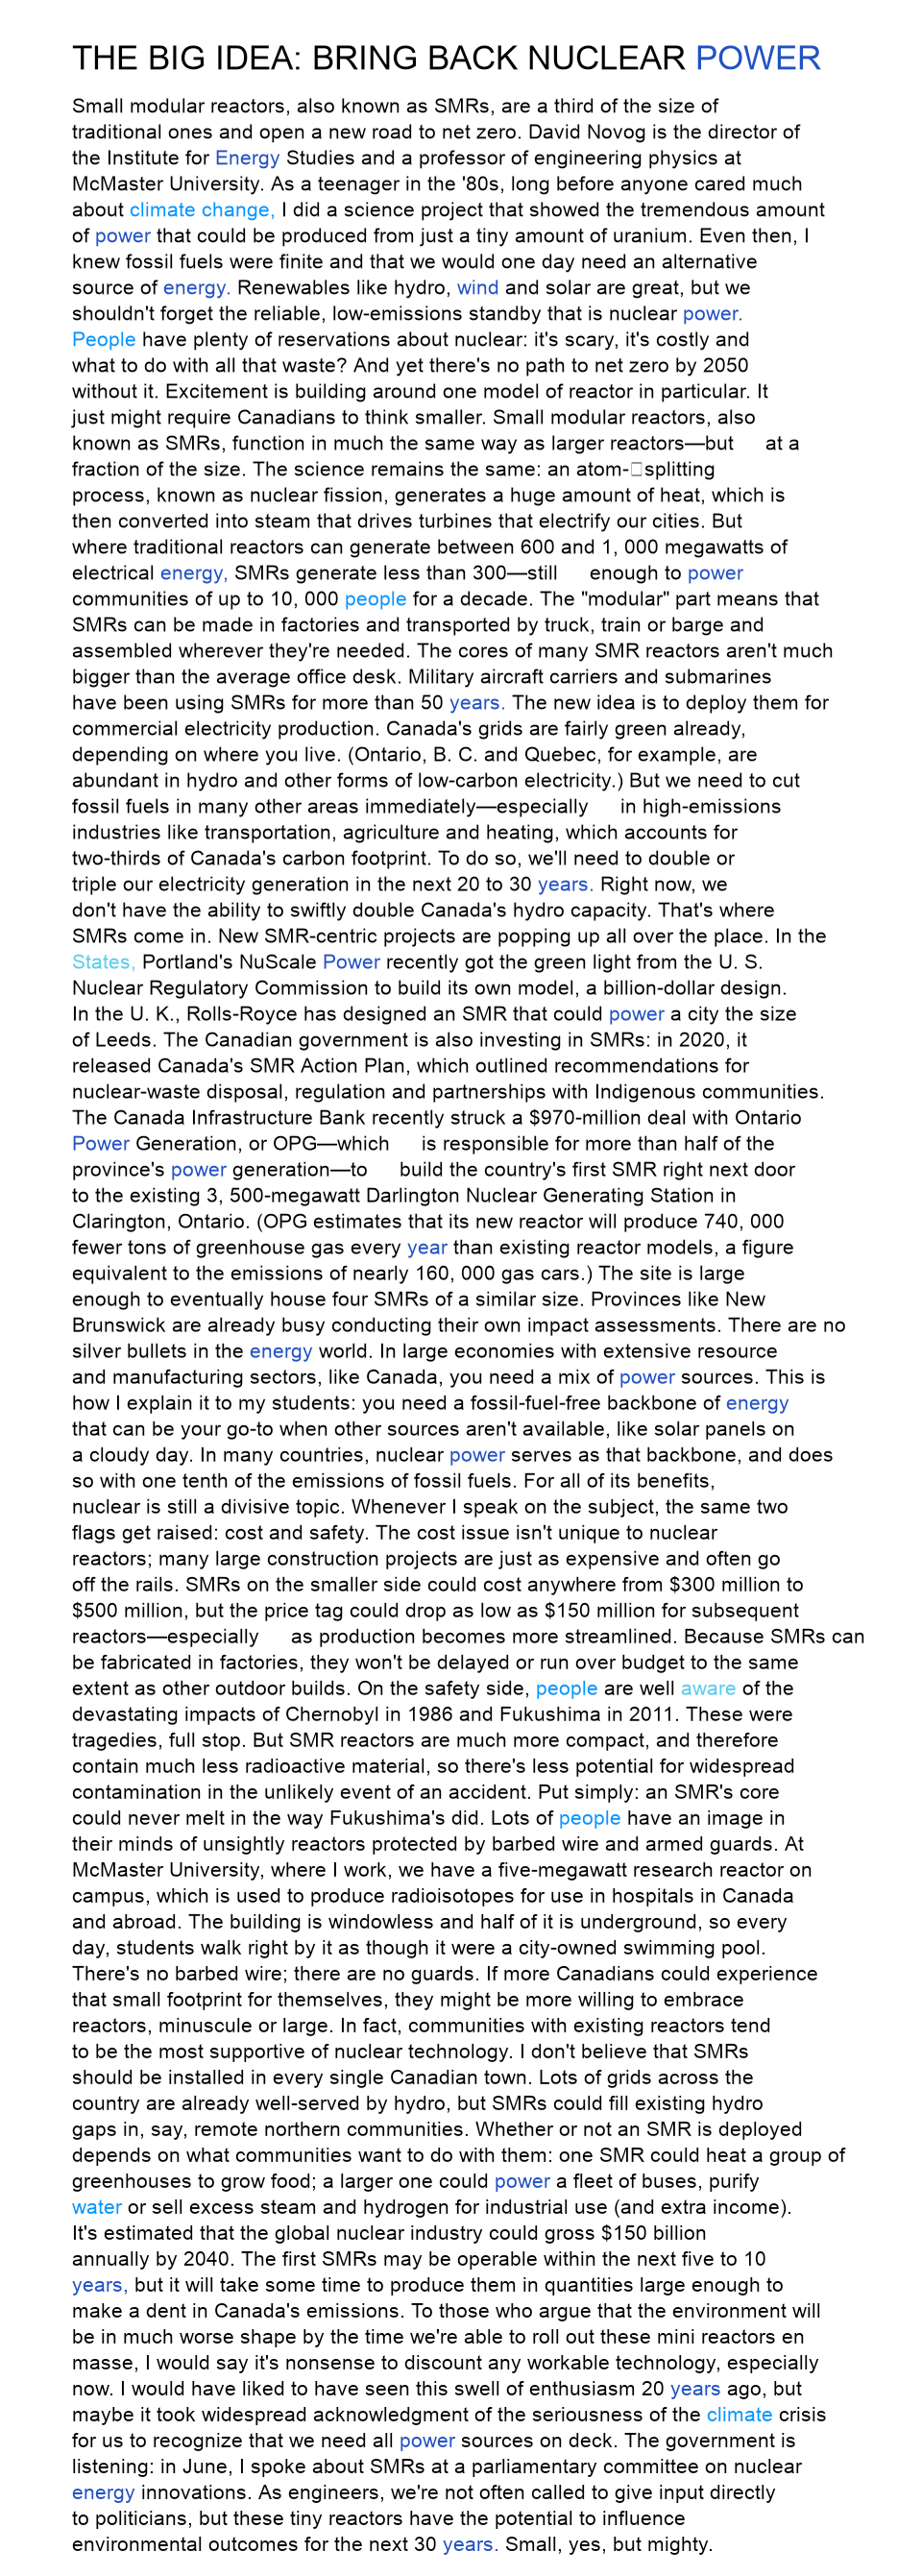 THE BIG IDEA: BRING BACK NUCLEAR POWER
Small modular reactors, also known as SMRs, are a third of the size of
traditional ones and open a new road to net zero. David Novog is the director of
the Institute for Energy Studies and a professor of engineering physics at
McMaster University. As a teenager in the '80s, long before anyone cared much
about climate change, I did a science project that showed the tremendous amount
of power that could be produced from just a tiny amount of uranium. Even then, I
knew fossil fuels were finite and that we would one day need an alternative
source of energy. Renewables like hydro, wind and solar are great, but we
shouldn't forget the reliable, low-emissions standby that is nuclear power.
People have plenty of reservations about nuclear: it's scary, it's costly and
what to do with all that waste? And yet there's no path to net zero by 2050
without it. Excitement is building around one model of reactor in particular. It
just might require Canadians to think smaller. Small modular reactors, also
known as SMRs, function in much the same way as larger reactors—but at a
fraction of the size. The science remains the same: an atom-splitting
process, known as nuclear fission, generates a huge amount of heat, which is
then converted into steam that drives turbines that electrify our cities. But
where traditional reactors can generate between 600 and 1, 000 megawatts of
electrical energy, SMRs generate less than 300—still enough to power
communities of up to 10, 000 people for a decade. The "modular" part means that
SMRs can be made in factories and transported by truck, train or barge and
assembled wherever they're needed. The cores of many SMR reactors aren't much
bigger than the average office desk. Military aircraft carriers and submarines
have been using SMRs for more than 50 years. The new idea is to deploy them for
commercial electricity production. Canada's grids are fairly green already,
depending on where you live. (Ontario, B. C. and Quebec, for example, are
abundant in hydro and other forms of low-carbon electricity.) But we need to cut
fossil fuels in many other areas immediately—especially in high-emissions
industries like transportation, agriculture and heating, which accounts for
two-thirds of Canada's carbon footprint. To do so, we'll need to double or
triple our electricity generation in the next 20 to 30 years. Right now, we
don't have the ability to swiftly double Canada's hydro capacity. That's where
SMRs come in. New SMR-centric projects are popping up all over the place. In the
States, Portland's NuScale Power recently got the green light from the U. S.
Nuclear Regulatory Commission to build its own model, a billion-dollar design.
In the U. K., Rolls-Royce has designed an SMR that could power a city the size
of Leeds. The Canadian government is also investing in SMRs: in 2020, it
released Canada's SMR Action Plan, which outlined recommendations for
nuclear-waste disposal, regulation and partnerships with Indigenous communities.
The Canada Infrastructure Bank recently struck a $970-million deal with Ontario
Power Generation, or OPG—which is responsible for more than half of the
province's power generation—to build the country's first SMR right next door
to the existing 3, 500-megawatt Darlington Nuclear Generating Station in
Clarington, Ontario. (OPG estimates that its new reactor will produce 740, 000
fewer tons of greenhouse gas every year than existing reactor models, a figure
equivalent to the emissions of nearly 160, 000 gas cars.) The site is large
enough to eventually house four SMRs of a similar size. Provinces like New
Brunswick are already busy conducting their own impact assessments. There are no
silver bullets in the energy world. In large economies with extensive resource
and manufacturing sectors, like Canada, you need a mix of power sources. This is
how I explain it to my students: you need a fossil-fuel-free backbone of energy
that can be your go-to when other sources aren't available, like solar panels on
a cloudy day. In many countries, nuclear power serves as that backbone, and does
so with one tenth of the emissions of fossil fuels. For all of its benefits,
nuclear is still a divisive topic. Whenever I speak on the subject, the same two
flags get raised: cost and safety. The cost issue isn't unique to nuclear
reactors; many large construction projects are just as expensive and often go
off the rails. SMRs on the smaller side could cost anywhere from $300 million to
$500 million, but the price tag could drop as low as $150 million for subsequent
reactors—especially as production becomes more streamlined. Because SMRs can
be fabricated in factories, they won't be delayed or run over budget to the same
extent as other outdoor builds. On the safety side, people are well aware of the
devastating impacts of Chernobyl in 1986 and Fukushima in 2011. These were
tragedies, full stop. But SMR reactors are much more compact, and therefore
contain much less radioactive material, so there's less potential for widespread
contamination in the unlikely event of an accident. Put simply: an SMR's core
could never melt in the way Fukushima's did. Lots of people have an image in
their minds of unsightly reactors protected by barbed wire and armed guards. At
McMaster University, where I work, we have a five-megawatt research reactor on
campus, which is used to produce radioisotopes for use in hospitals in Canada
and abroad. The building is windowless and half of it is underground, so every
day, students walk right by it as though it were a city-owned swimming pool.
There's no barbed wire; there are no guards. If more Canadians could experience
that small footprint for themselves, they might be more willing to embrace
reactors, minuscule or large. In fact, communities with existing reactors tend
to be the most supportive of nuclear technology. I don't believe that SMRs
should be installed in every single Canadian town. Lots of grids across the
country are already well-served by hydro, but SMRs could fill existing hydro
gaps in, say, remote northern communities. Whether or not an SMR is deployed
depends on what communities want to do with them: one SMR could heat a group of
greenhouses to grow food; a larger one could power a fleet of buses, purify
water or sell excess steam and hydrogen for industrial use (and extra income).
It's estimated that the global nuclear industry could gross $150 billion
annually by 2040. The first SMRs may be operable within the next five to 10
years, but it will take some time to produce them in quantities large enough to
make a dent in Canada's emissions. To those who argue that the environment will
be in much worse shape by the time we're able to roll out these mini reactors en
masse, I would say it's nonsense to discount any workable technology, especially
now. I would have liked to have seen this swell of enthusiasm 20 years ago, but
maybe it took widespread acknowledgment of the seriousness of the climate crisis
for us to recognize that we need all power sources on deck. The government is
listening: in June, I spoke about SMRs at a parliamentary committee on nuclear
energy innovations. As engineers, we're not often called to give input directly
to politicians, but these tiny reactors have the potential to influence
environmental outcomes for the next 30 years. Small, yes, but mighty.